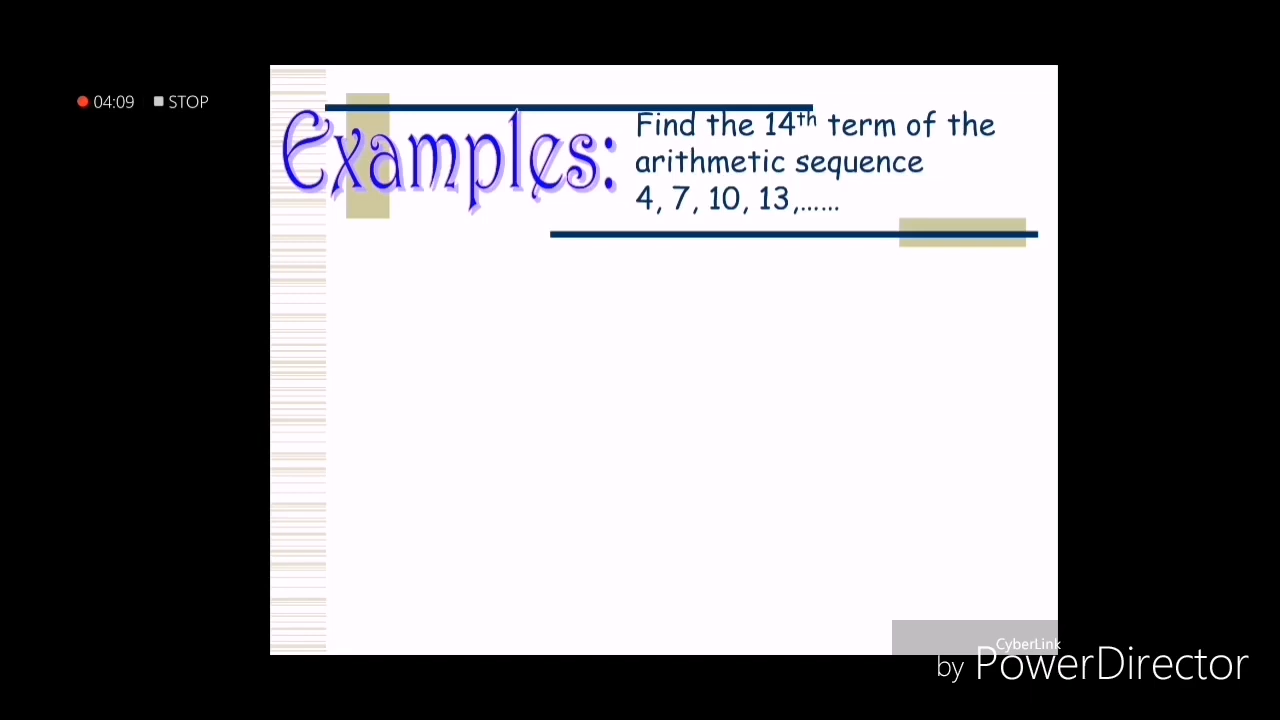 04:09 STOP
Examples:
Find the 14th term of the
arithmetic sequence
4, 7, 10, 13,......
CyberLink
by PowerDirector